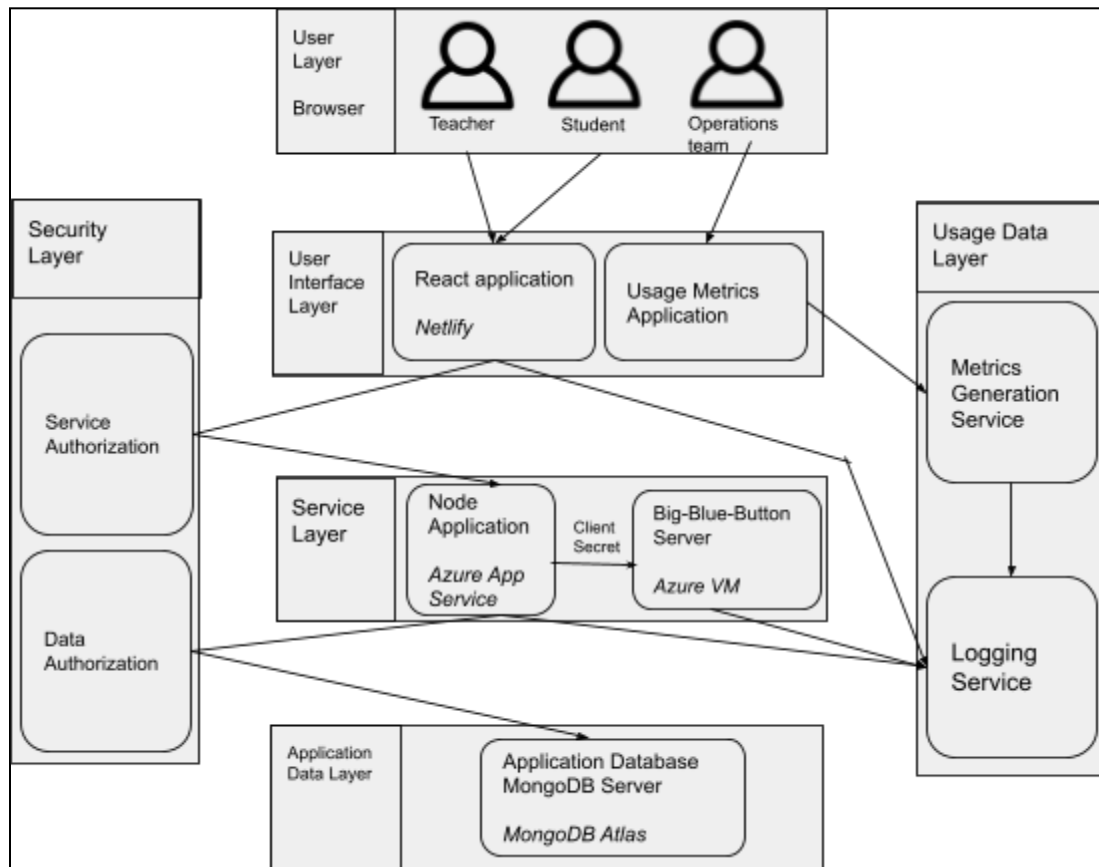 User
Layer
Browser
Teacher
Student
Operations
team
Security
Layer
User
Interface
Layer
React application
Netlify
Usage Metrics
Application
Usage Data
Layer
Metrics
Generation
Service
Service
Authorization
Service
Layer
Node
Application
Azure App
Service
Client
Secret
Big-Blue-Button
Server
Azure VM
Data
Authorization
Logging
Service
Application
Data Layer
Application Database
MongoDB Server
MongoDB Atlas